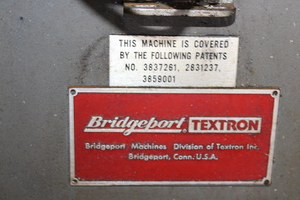 THIS MACHINE IS COVERED
BY THE FOLLOWING PATENTS
NO. 3837261, 2831237,
3859001
Bridgeport® TEXTRON
Bridgeport Machines Division of Textron Inc.
Bridgeport, Conn. U.S.A.